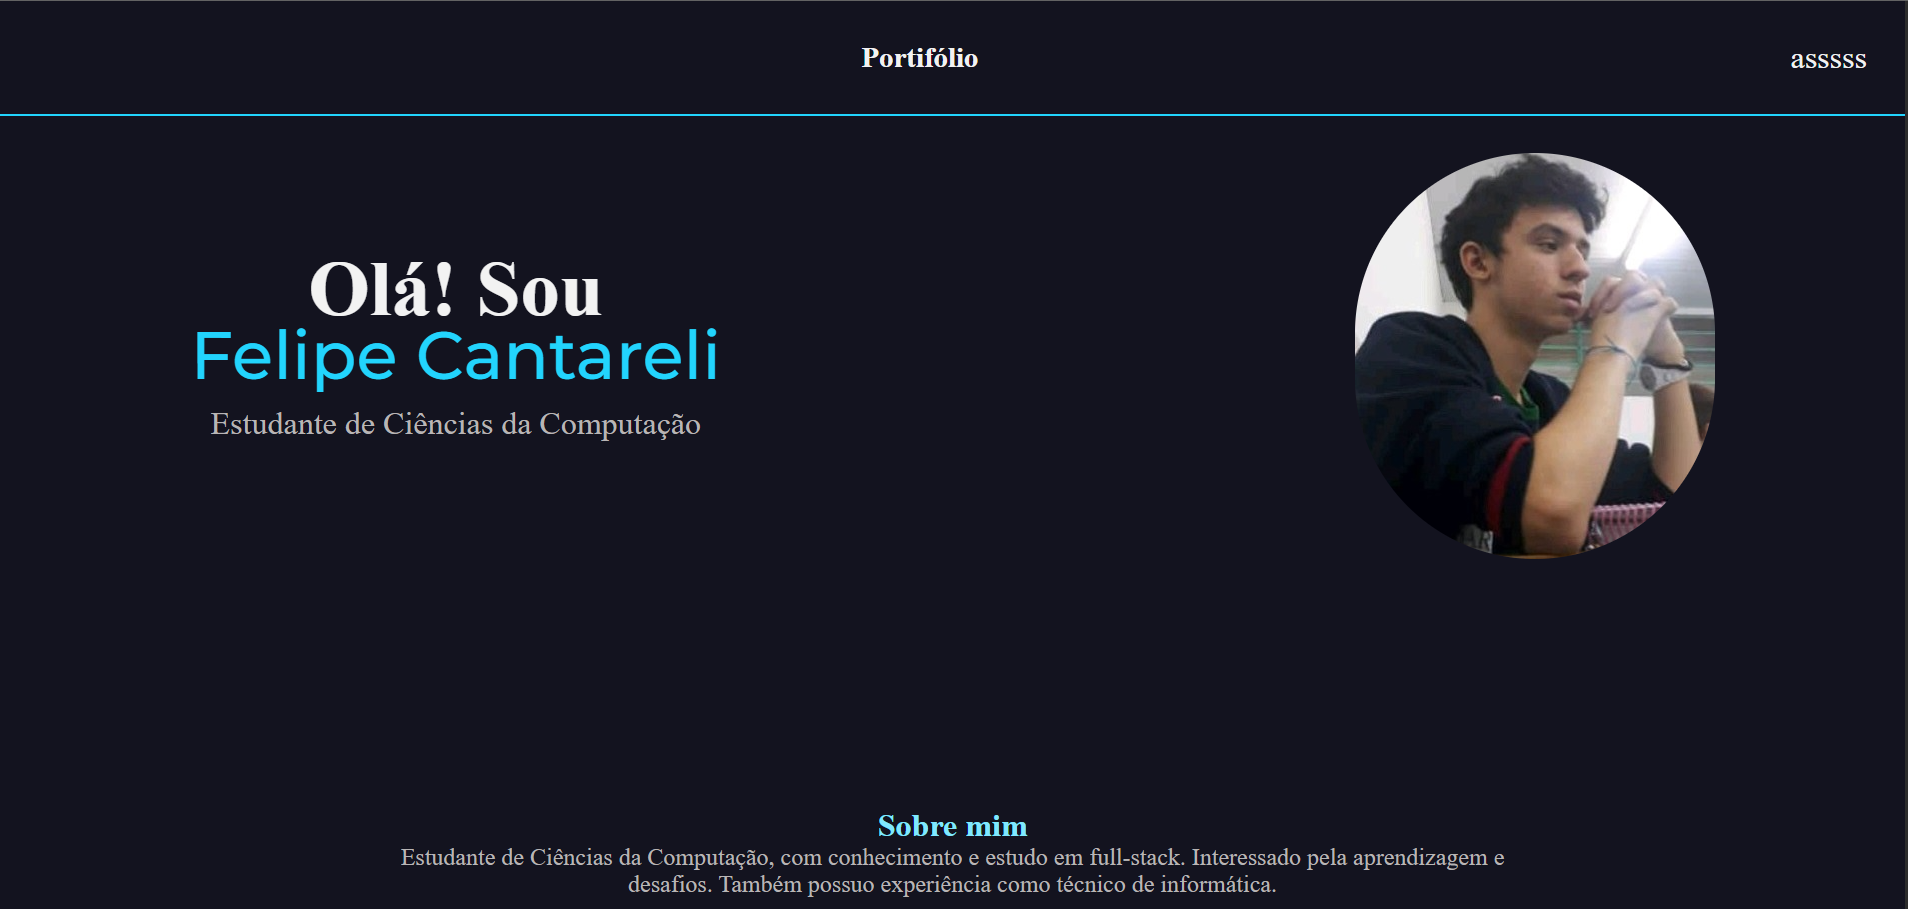 Portifólio
asssss
Olá! Sou
Felipe Cantareli
Estudante de Ciências da Computação
Sobre mim
Estudante de Ciências da Computação, com conhecimento e estudo em full-stack. Interessado pela aprendizagem e
desafios. Também possuo experiência como técnico de informática.